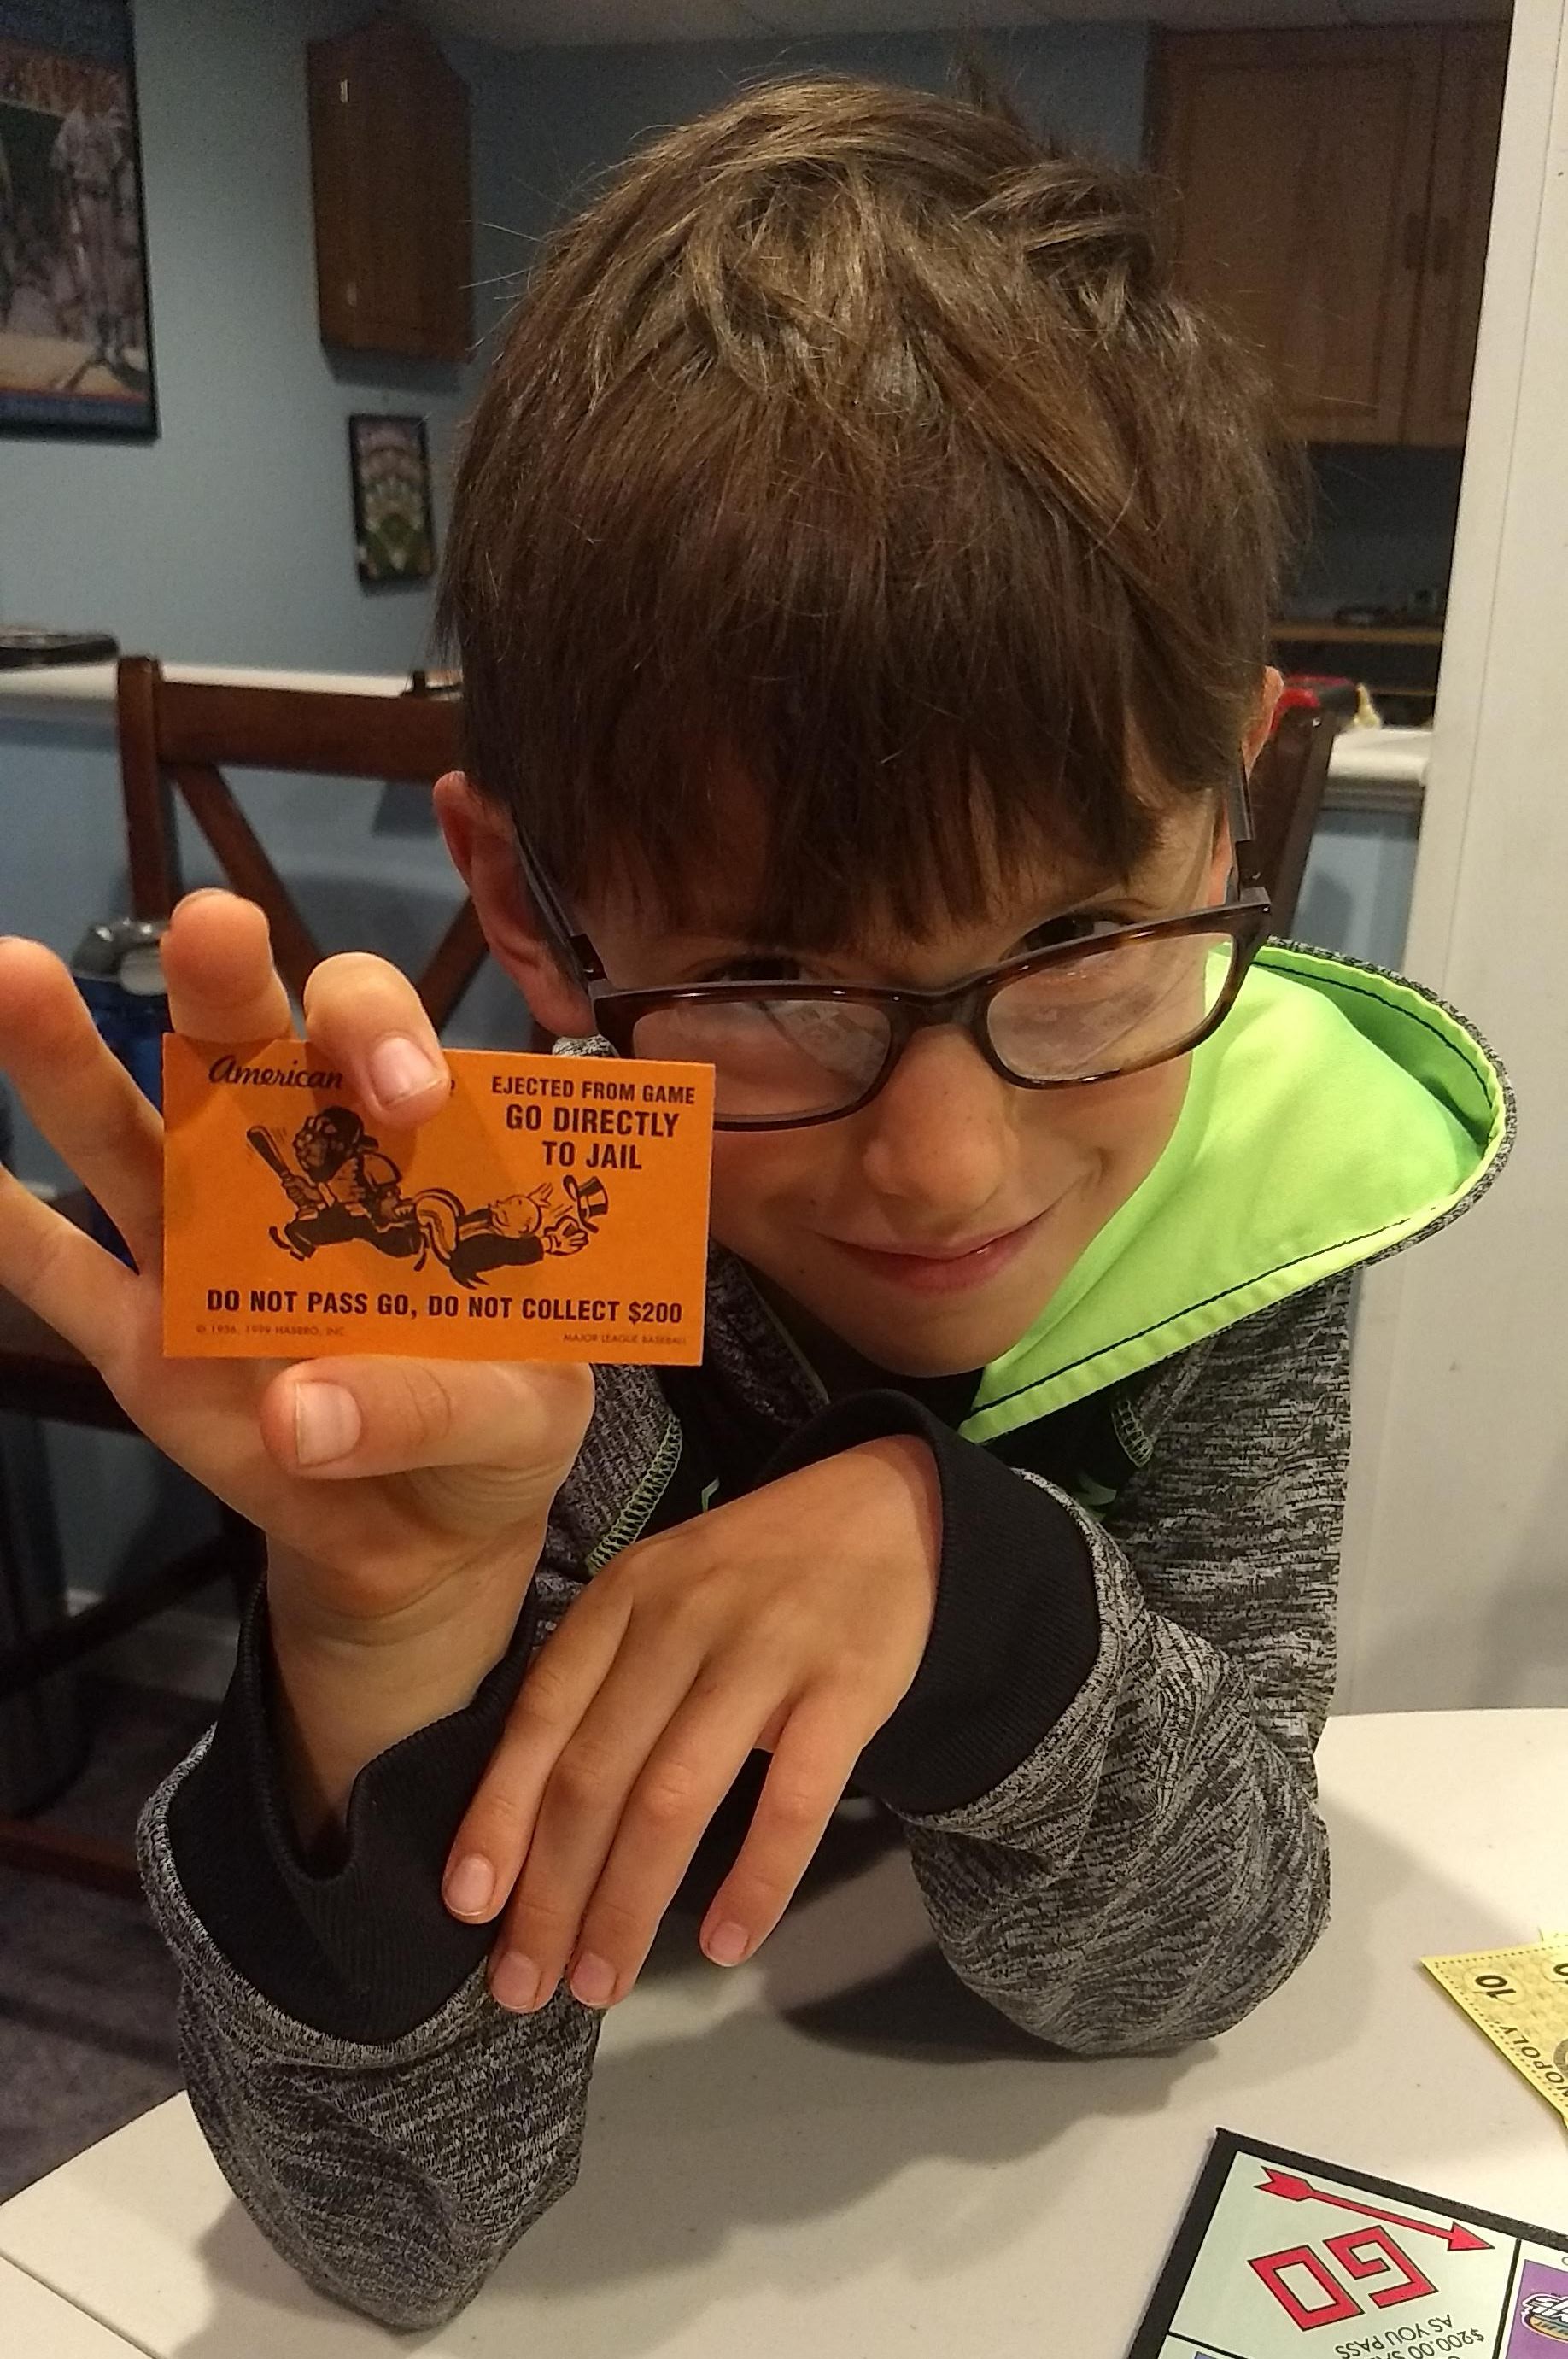 American
EJECTED FROM GAME
GO DIRECTLY
TO JAIL
DO NOT PASS GO, DO NOT COLLECT $200
© 1936, 1999 HASBRO, INC.
MAJOR LEAGUE BASEBALL
10
GO
AS YOU PASS